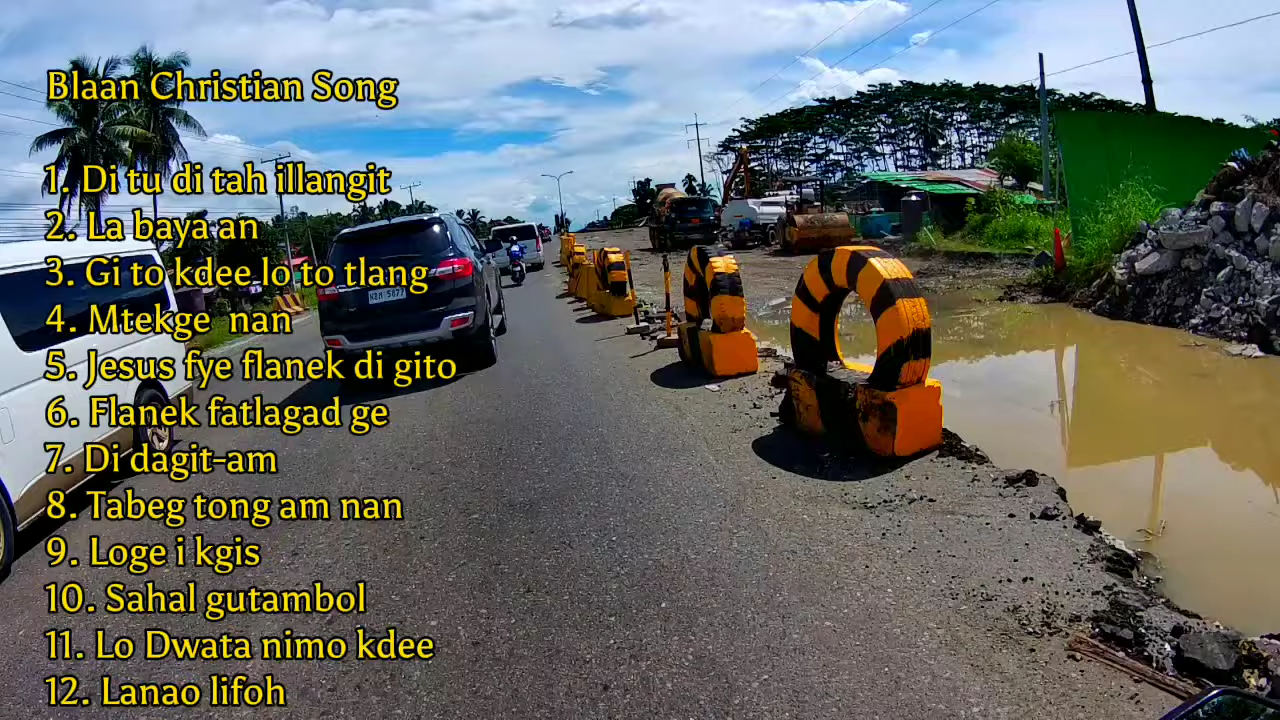 Blaan Christian Song
1. Di tu di tah illangit
2. La baya an
3. Gi to kdee lo to tlang
4. Mtekge nan
5. Jesus fye flanek di gito
6. Flanek fatlagad ge
7. Di dagit-am
8. Tabeg tong am nan
9. Loge i kgis
10. Sahal gutambol
11. Lo Dwata nimo kdee
12. Lanao lifoh